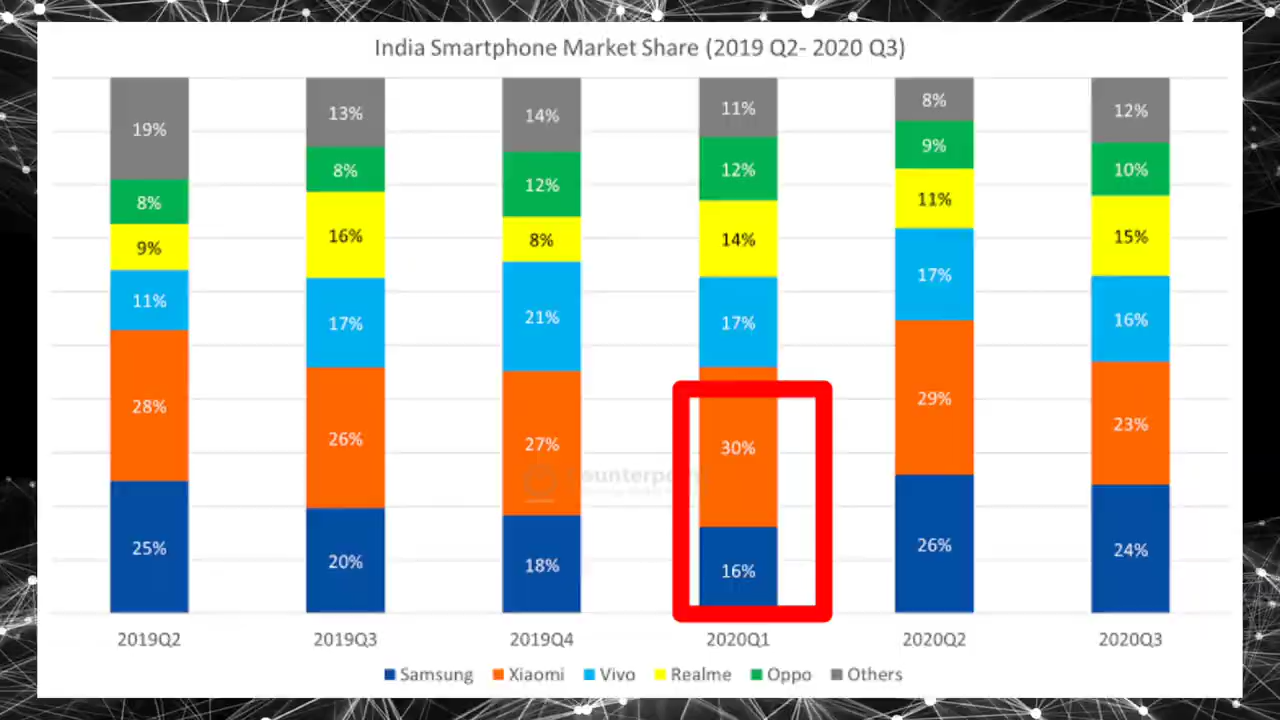 India Smartphone Market Share (2019 Q2- 2020 Q3)
19% 13% 14% 11% 8% 12%
8% 8% 12% 12% 9% 10%
9% 16% 8% 14% 11% 15%
11% 17% 21% 17% 17% 16%
28% 26% 27% 30% 29% 23%
25% 20% 18% 16% 26% 24%
2019Q2 2019Q3 2019Q4 2020Q1 2020Q2 2020Q3
Samsung Xiaomi Vivo Realme Oppo Others